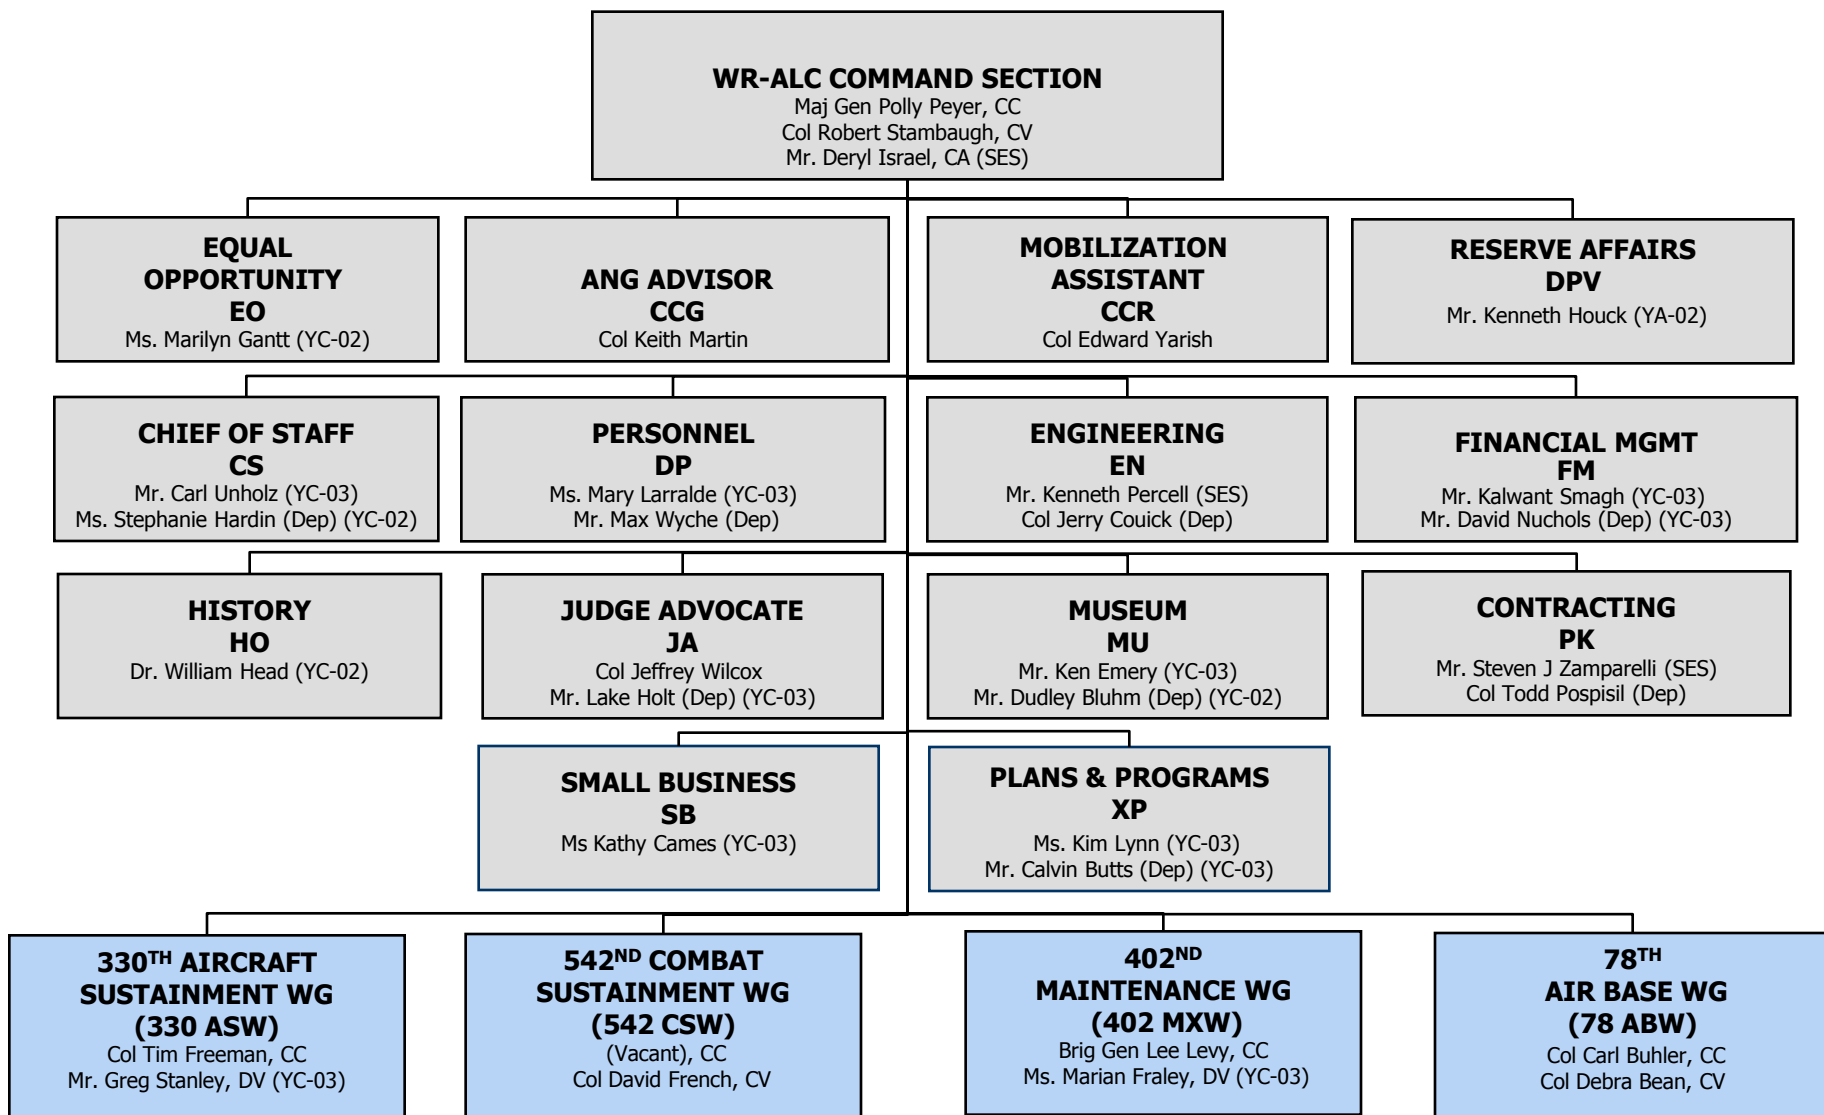 WR-ALC COMMAND SECTION
Maj Gen Polly Peyer, CC
Col Robert Stambaugh, CV
Mr. Deryl Israel, CA (SES)
EQUAL
OPPORTUNITY
EO
Ms. Marilyn Gantt (YC-02)
ANG ADVISOR
CCG
Col Keith Martin
MOBILIZATION
ASSISTANT
CCR
Col Edward Yarish
RESERVE AFFAIRS
DPV
Mr. Kenneth Houck (YA-02)
CHIEF OF STAFF
CS
Mr. Carl Unholz (YC-03)
Ms. Stephanie Hardin (Dep) (YC-02)
PERSONNEL
DP
Ms. Mary Larralde (YC-03)
Mr. Max Wyche (Dep)
ENGINEERING
EN
Mr. Kenneth Percell (SES)
Col Jerry Couick (Dep)
FINANCIAL MGMT
FM
Mr. Kalwant Smagh (YC-03)
Mr. David Nuchols (Dep) (YC-03)
HISTORY
HO
Dr. William Head (YC-02)
JUDGE ADVOCATE
JA
Col Jeffrey Wilcox
Mr. Lake Holt (Dep) (YC-03)
MUSEUM
MU
Mr. Ken Emery (YC-03)
Mr. Dudley Bluhm (Dep) (YC-02)
CONTRACTING
PK
Mr. Steven J Zamparelli (SES)
Col Todd Pospisil (Dep)
SMALL BUSINESS
SB
Ms Kathy Cames (YC-03)
PLANS & PROGRAMS
XP
Ms. Kim Lynn (YC-03)
Mr. Calvin Butts (Dep) (YC-03)
330TH AIRCRAFT
SUSTAINMENT WG
(330 ASW)
Col Tim Freeman, CC
Mr. Greg Stanley, DV (YC-03)
542ND COMBAT
SUSTAINMENT WG
(542 CSW)
(Vacant), CC
Col David French, CV
402ND
MAINTENANCE WG
(402 MXW)
Brig Gen Lee Levy, CC
Ms. Marian Fraley, DV (YC-03)
78TH
AIR BASE WG
(78 ABW)
Col Carl Buhler, CC
Col Debra Bean, CV